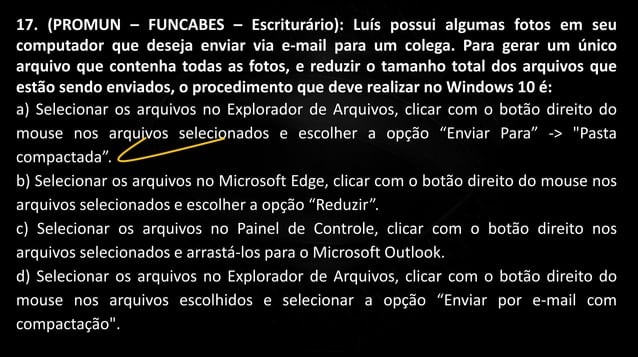 17. (PROMUN – FUNCABES – Escriturário): Luís possui algumas fotos em seu
computador que deseja enviar via e-mail para um colega. Para gerar um único
arquivo que contenha todas as fotos, e reduzir o tamanho total dos arquivos que
estão sendo enviados, o procedimento que deve realizar no Windows 10 é:
a) Selecionar os arquivos no Explorador de Arquivos, clicar com o botão direito do
mouse nos arquivos selecionados e escolher a opção “Enviar Para” -> "Pasta
compactada”.
b) Selecionar os arquivos no Microsoft Edge, clicar com o botão direito do mouse nos
arquivos selecionados e escolher a opção “Reduzir”.
c) Selecionar os arquivos no Painel de Controle, clicar com o botão direito nos
arquivos selecionados e arrastá-los para o Microsoft Outlook.
d) Selecionar os arquivos no Explorador de Arquivos, clicar com o botão direito do
mouse nos arquivos escolhidos e selecionar a opção “Enviar por e-mail com
compactação".